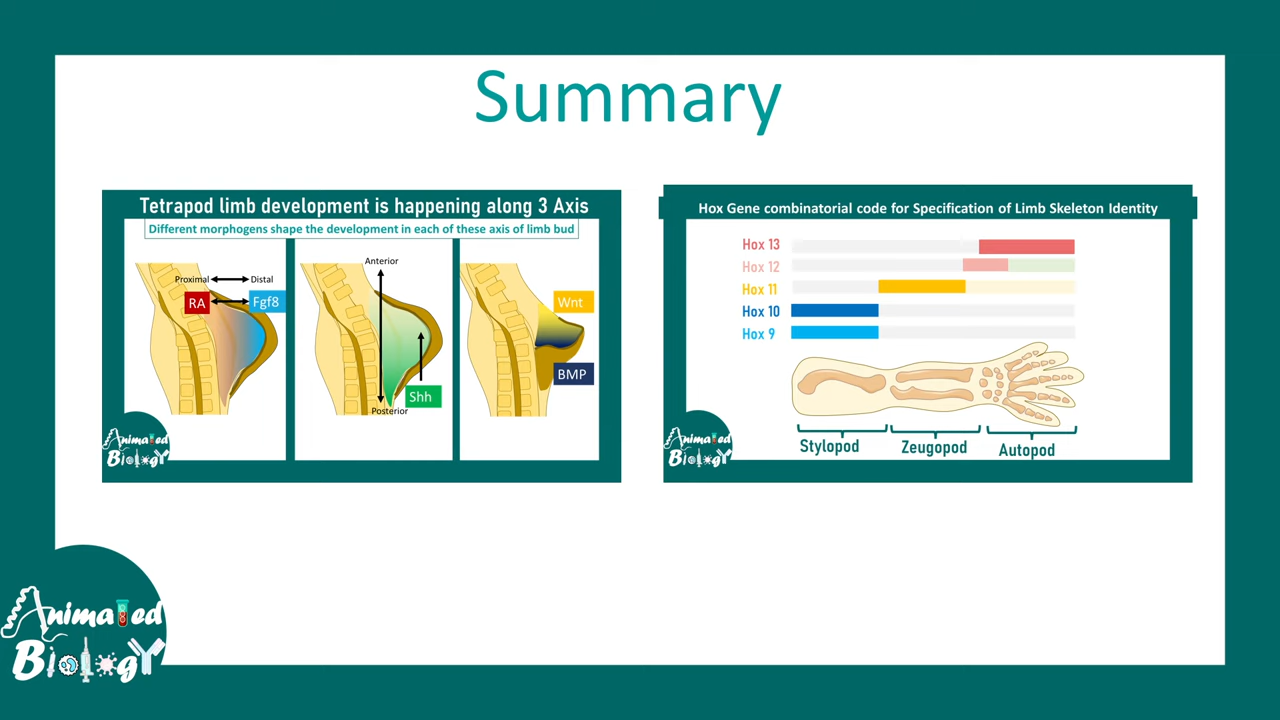 Summary
Tetrapod limb development is happening along 3 Axis
Different morphogens shape the development in each of these axis of limb bud
Proximal
Distal
RA
Fgf8
Anterior
Shh
Posterior
Wnt
BMP
Animated
Biology
Hox Gene combinatorial code for Specification of Limb Skeleton Identity
Hox 13
Hox 12
Hox 11
Hox 10
Hox 9
Stylopod
Zeugopod
Autopod
Animated
Biology
Animated
Biology